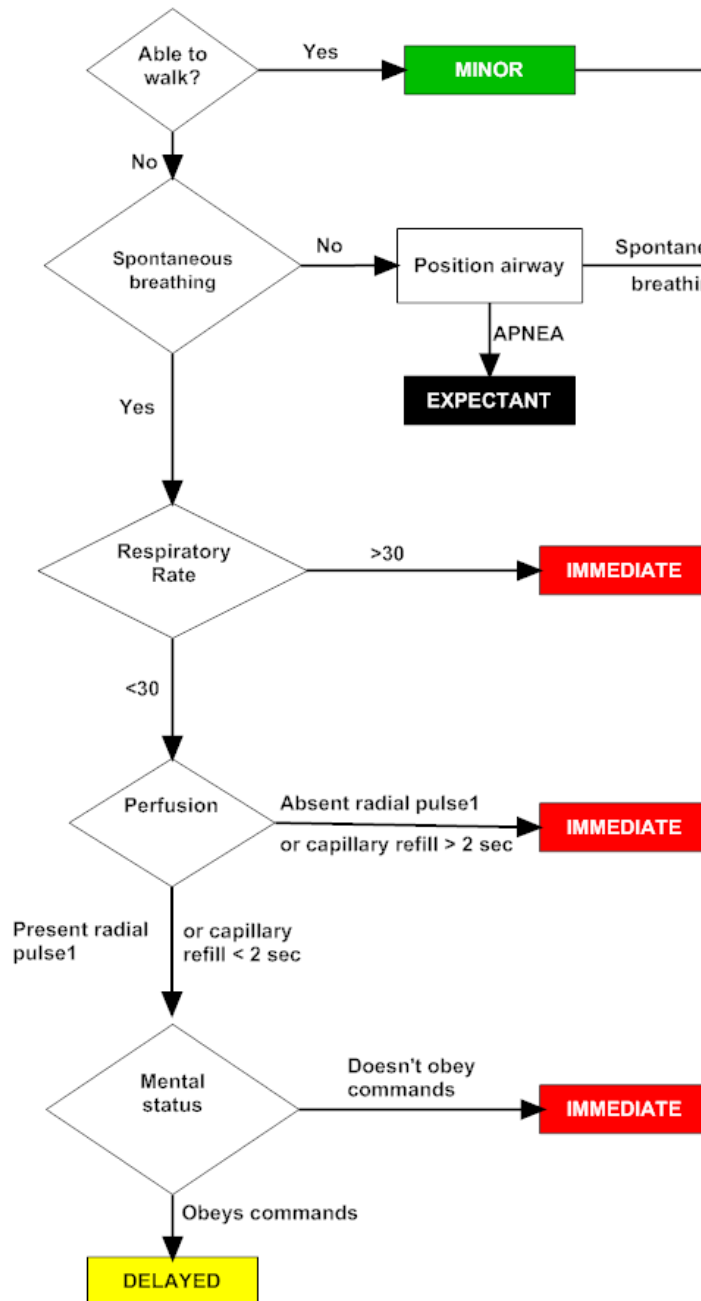 Able to
walk?
Yes
MINOR
No
Spontaneous
breathing
No
Position airway
Spontane
breathin
APNEA
EXPECTANT
Yes
Respiratory
Rate
>30
IMMEDIATE
<30
Perfusion
Absent radial pulse1
or capillary refill > 2 sec
IMMEDIATE
Present radial
pulse1
or capillary
refill < 2 sec
Mental
status
Doesn't obey
commands
IMMEDIATE
Obeys commands
DELAYED